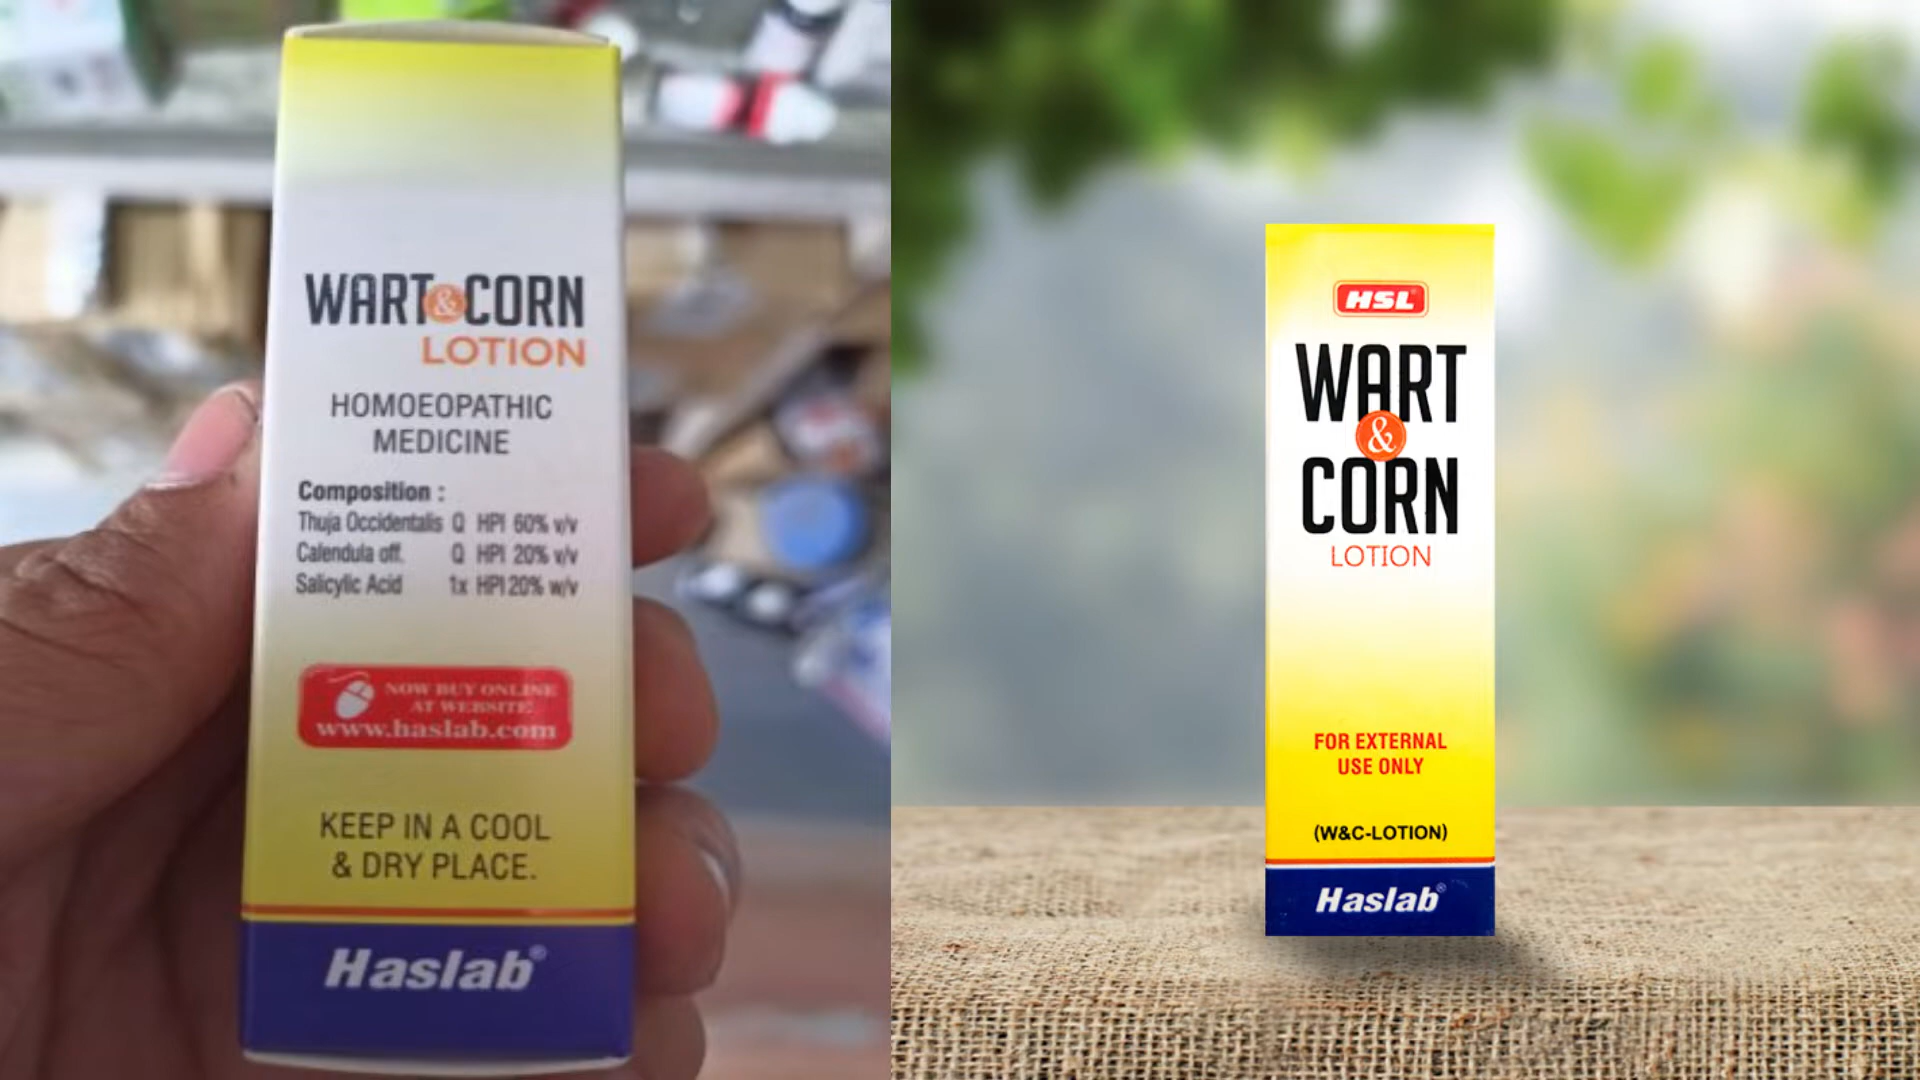 WART & CORN
LOTION
HOMOEOPATHIC
MEDICINE
Composition :
Thuja Occidentalis Q HPI 60% v/v
Calendula off. Q HPI 20% v/v
Salicylic Acid 1x HPI 20% w/v
NOW BUY ONLINE
AT WEBSITE
www.haslab.com
KEEP IN A COOL
& DRY PLACE.
Haslab®
HSL
WART
&
CORN
LOTION
FOR EXTERNAL
USE ONLY
(W&C-LOTION)
Haslab®